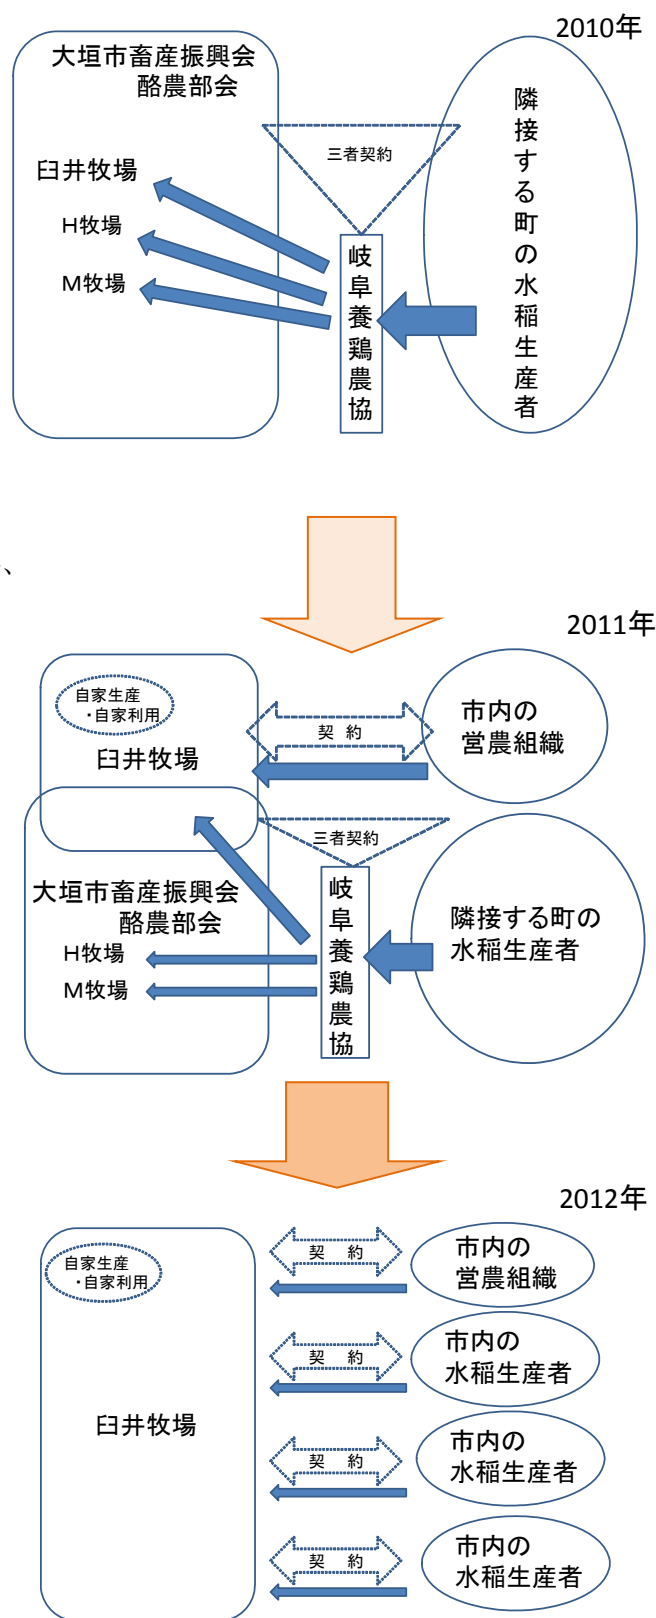 2010年
大垣市畜産振興会
酪農部会
三者契約
臼井牧場
H牧場
M牧場
岐阜養鶏農協
隣接する町の水稲生産者
、
2011年
自家生産
・自家利用
臼井牧場
契 約
市内の
営農組織
三者契約
大垣市畜産振興会
酪農部会
H牧場
M牧場
岐阜養鶏農協
隣接する町の
水稲生産者
2012年
自家生産
・自家利用
臼井牧場
契 約
市内の
営農組織
契 約
市内の
水稲生産者
契 約
市内の
水稲生産者
契 約
市内の
水稲生産者